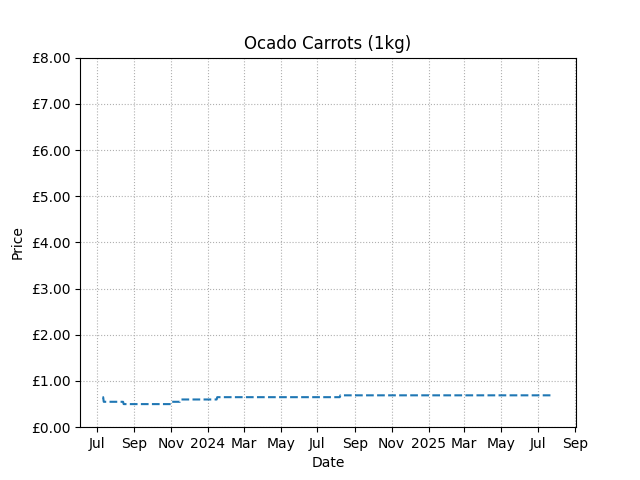 Ocado Carrots (1kg)
£8.00
£7.00
£6.00
£5.00
£4.00
£3.00
£2.00
£1.00
£0.00
Price
Jul Sep Nov 2024 Mar May Jul Sep Nov 2025 Mar May Jul Sep
Date